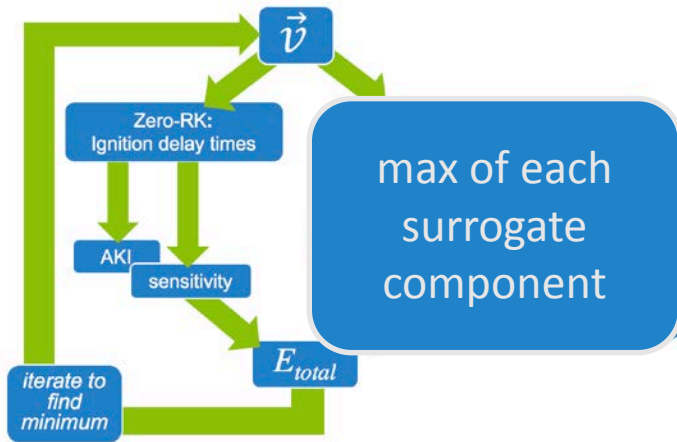 v
Zero-RK:
Ignition delay times
max of each
surrogate
component
AKI
sensitivity
E_total
iterate to
find
minimum